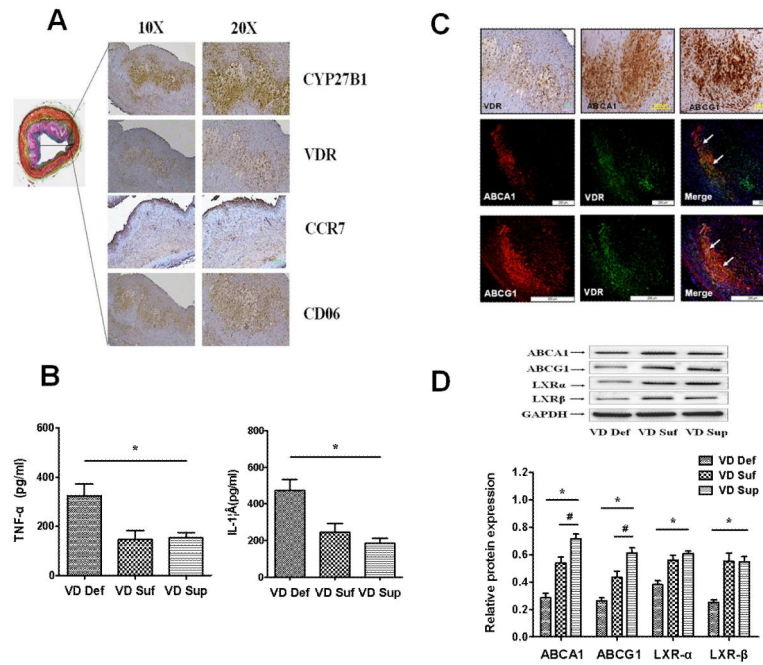 A
10X 20X
CYP27B1
VDR
CCR7
CD06
B
TNF-α (pg/ml)
600
400
200
0
VD Def VD Suf VD Sup
*
IL-1¦Â(pg/ml)
800
600
400
200
0
VD Def VD Suf VD Sup
*
C
VDR ABCA1 ABCG1
ABCA1 VDR Merge
ABCG1 VDR Merge
D
ABCA1
ABCG1
LXRα
LXRβ
GAPDH
VD Def VD Suf VD Sup
VD Def
VD Suf
VD Sup
Relative protein expression
1.2
1.0
0.8
0.6
0.4
0.2
0.0
* * * *
# #
ABCA1 ABCG1 LXR-α LXR-β